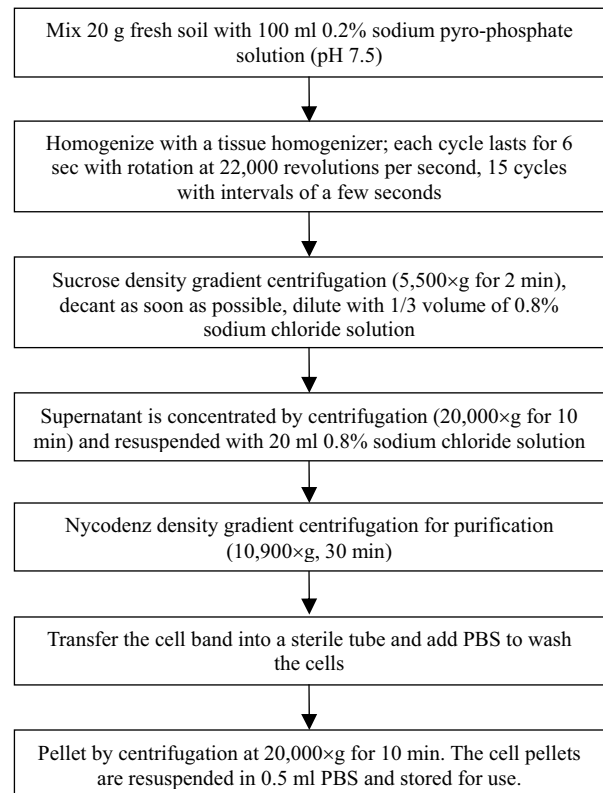 Mix 20 g fresh soil with 100 ml 0.2% sodium pyro-phosphate
solution (pH 7.5)
Homogenize with a tissue homogenizer; each cycle lasts for 6
sec with rotation at 22,000 revolutions per second, 15 cycles
with intervals of a few seconds
Sucrose density gradient centrifugation (5,500×g for 2 min),
decant as soon as possible, dilute with 1/3 volume of 0.8%
sodium chloride solution
Supernatant is concentrated by centrifugation (20,000×g for 10
min) and resuspended with 20 ml 0.8% sodium chloride solution
Nycodenz density gradient centrifugation for purification
(10,900×g, 30 min)
Transfer the cell band into a sterile tube and add PBS to wash
the cells
Pellet by centrifugation at 20,000×g for 10 min. The cell pellets
are resuspended in 0.5 ml PBS and stored for use.